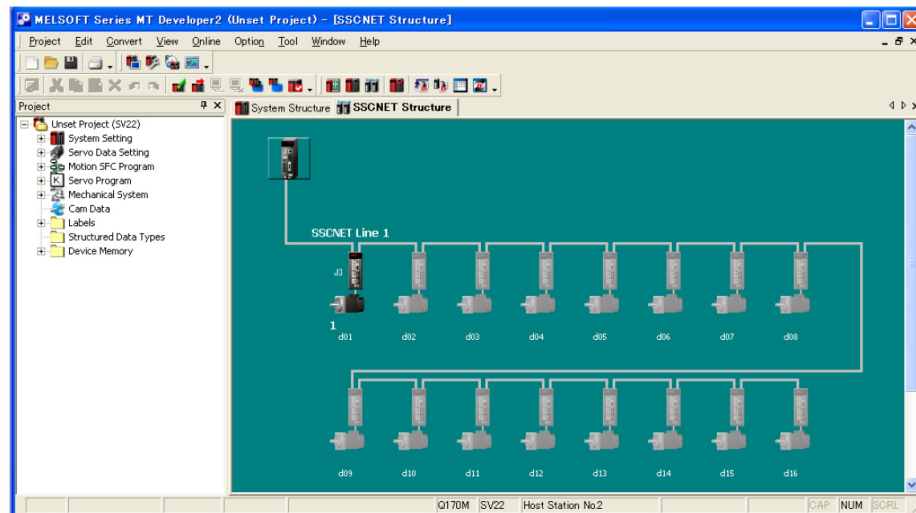 MELSOFT Series MT Developer2 (Unset Project) - [SSCNET Structure]
Project Edit Convert View Online Option Tool Window Help
Project
System Structure SSCNET Structure
Unset Project (SV22)
System Setting
Servo Data Setting
Motion SFC Program
K Servo Program
Mechanical System
Cam Data
Labels
Structured Data Types
Device Memory
SSCNET Line 1
J3
1
d01 d02 d03 d04 d05 d06 d07 d08
d09 d10 d11 d12 d13 d14 d15 d16
Q170M SV22 Host Station No.2 CAP NUM SCRL